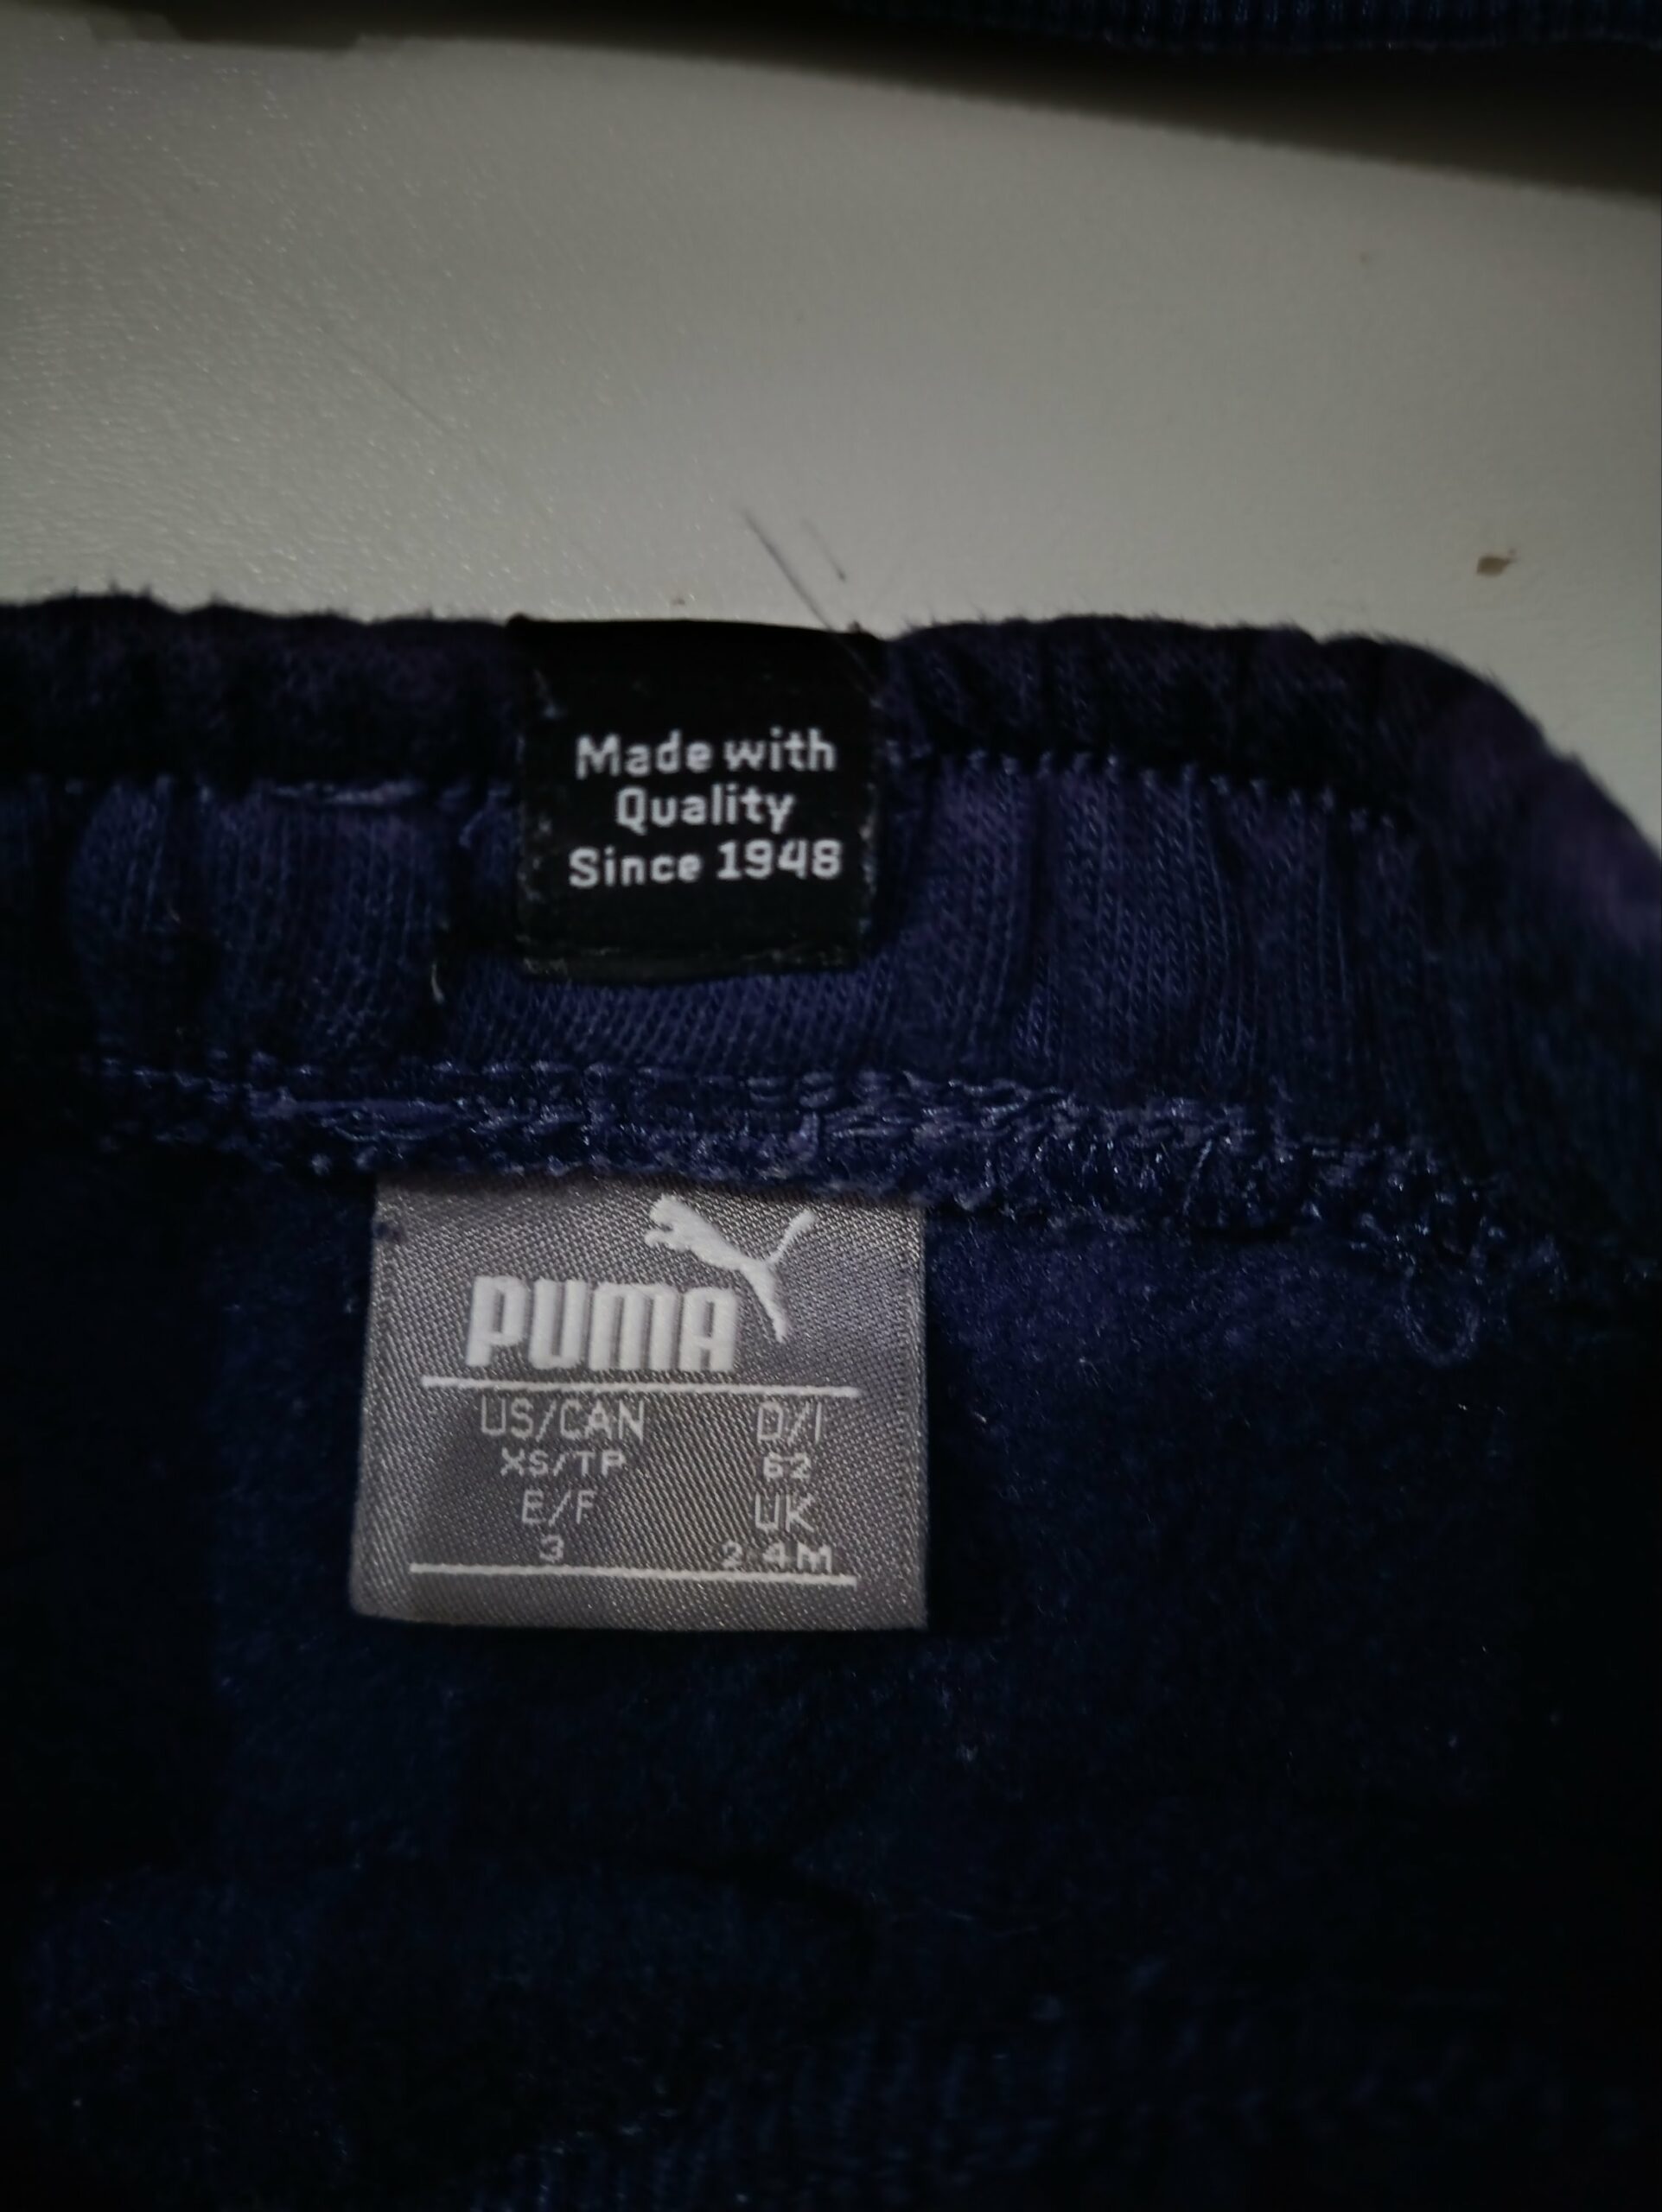 Made with
Quality
Since 1948
PUMA
US/CAN D/I
XS/TP 62
E/F UK
3 2-4M